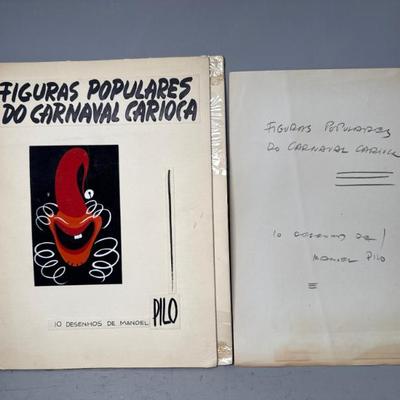 FIGURAS POPULARES
DO CARNAVAL CARIOCA
10 DESENHOS DE MANOEL PILO
FIGURAS POPULARES
DO CARNAVAL CARIOCA
10 DESENHOS DE
MANOEL PILO